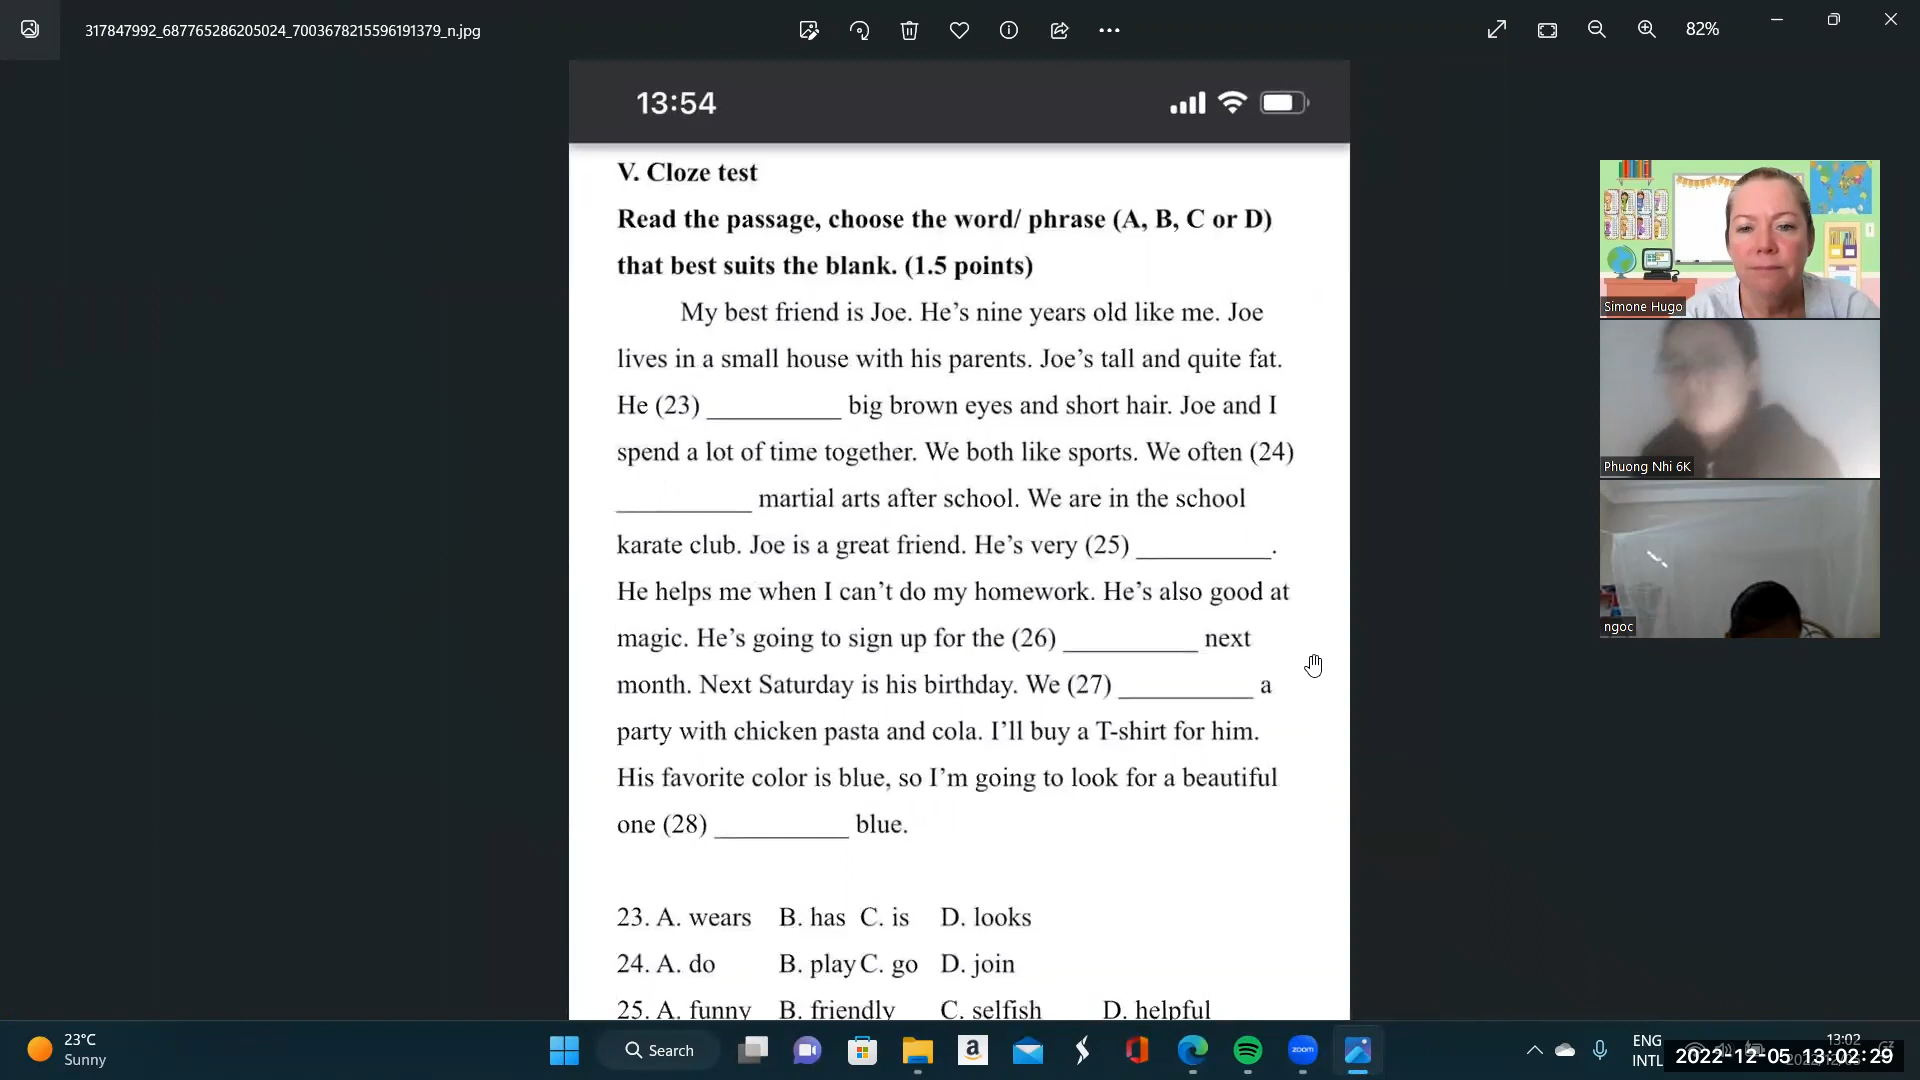 317847992_687765286205024_7003678215596191379_n.jpg
82%
13:54
V. Cloze test
Read the passage, choose the word/ phrase (A, B, C or D)
that best suits the blank. (1.5 points)
My best friend is Joe. He’s nine years old like me. Joe
lives in a small house with his parents. Joe’s tall and quite fat.
He (23) __________ big brown eyes and short hair. Joe and I
spend a lot of time together. We both like sports. We often (24)
__________ martial arts after school. We are in the school
karate club. Joe is a great friend. He’s very (25) __________.
He helps me when I can’t do my homework. He’s also good at
magic. He’s going to sign up for the (26) __________ next
month. Next Saturday is his birthday. We (27) __________ a
party with chicken pasta and cola. I’ll buy a T-shirt for him.
His favorite color is blue, so I’m going to look for a beautiful
one (28) __________ blue.
23. A. wears B. has C. is D. looks
24. A. do B. play C. go D. join
25. A. funny B. friendly C. selfish D. helpful
Simone Hugo
Phuong Nhi 6K
ngoc
23°C
Sunny
Search
zoom
ENG
INTL
13:02
2022-12-05 13:02:29